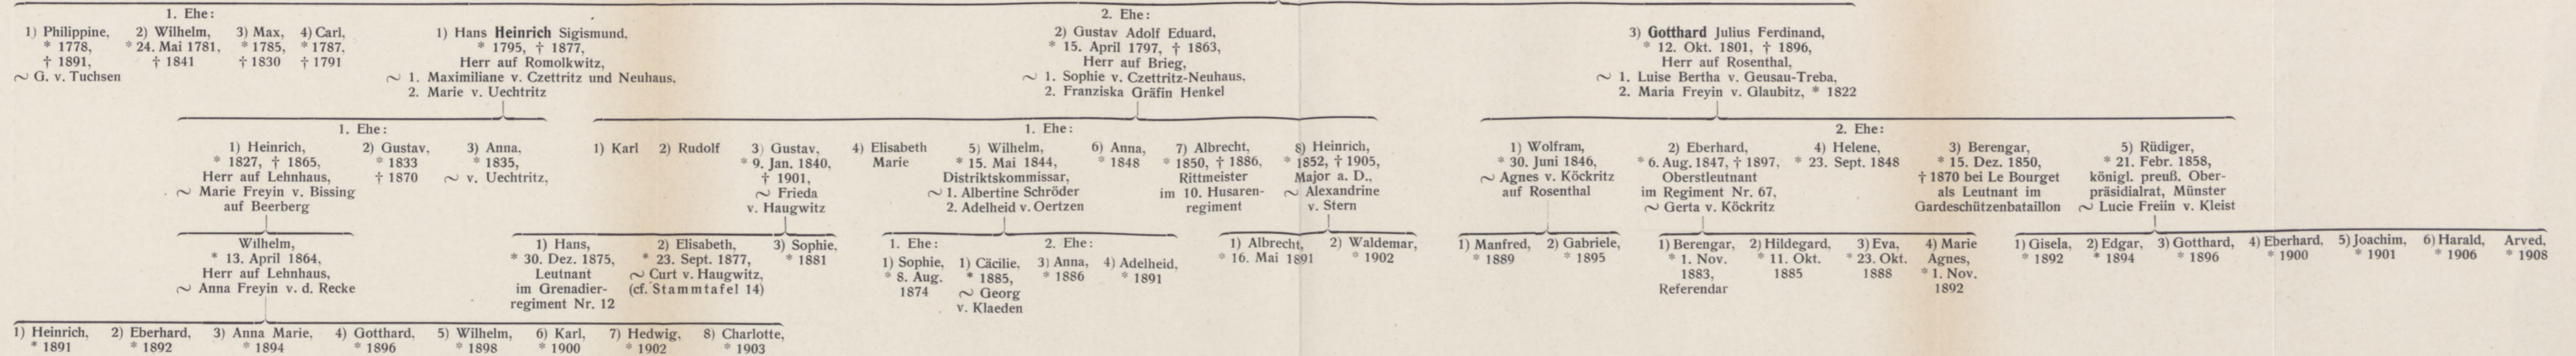 1. Ehe:
1) Philippine,
* 1778,
† 1891,
~ G. v. Tuchsen
2) Wilhelm,
* 24. Mai 1781,
† 1841
3) Max,
* 1785,
† 1830
4) Carl,
* 1787,
† 1791
2. Ehe:
1) Hans Heinrich Sigismund,
* 1795, † 1877,
Herr auf Romolkwitz,
~ 1. Maximiliane v. Czettritz und Neuhaus,
2. Marie v. Uechtritz
2) Gustav Adolf Eduard,
* 15. April 1797, † 1863,
Herr auf Brieg,
~ 1. Sophie v. Czettritz-Neuhaus,
2. Franziska Gräfin Henkel
3) Gotthard Julius Ferdinand,
* 12. Okt. 1801, † 1896,
Herr auf Rosenthal,
~ 1. Luise Bertha v. Geusau-Treba,
2. Maria Freyin v. Glaubitz, * 1822
1. Ehe:
1) Heinrich,
* 1827, † 1865,
Herr auf Lehnhaus,
~ Marie Freyin v. Bissing
auf Beerberg
2) Gustav,
* 1833
† 1870
3) Anna,
* 1835,
~ v. Uechtritz,
1. Ehe:
1) Karl
2) Rudolf
3) Gustav,
* 9. Jan. 1840,
† 1901,
~ Frieda
v. Haugwitz
4) Elisabeth
Marie
5) Wilhelm,
* 15. Mai 1844,
Distriktskommissar,
~ 1. Albertine Schröder
2. Adelheid v. Oertzen
6) Anna,
* 1848
7) Albrecht,
* 1850, † 1886,
Rittmeister
im 10. Husaren-
regiment
8) Heinrich,
* 1852, † 1905,
Major a. D.,
~ Alexandrine
v. Stern
2. Ehe:
1) Wolfram,
* 30. Juni 1846,
~ Agnes v. Köckritz
auf Rosenthal
2) Eberhard,
* 6. Aug. 1847, † 1897,
Oberstleutnant
im Regiment Nr. 67,
~ Gerta v. Köckritz
4) Helene,
* 23. Sept. 1848
3) Berengar,
* 15. Dez. 1850,
† 1870 bei Le Bourget
als Leutnant im
Gardeschützenbataillon
5) Rüdiger,
* 21. Febr. 1858,
königl. preuß. Ober-
präsidialrat, Münster
~ Lucie Freiin v. Kleist
Wilhelm,
* 13. April 1864,
Herr auf Lehnhaus,
~ Anna Freyin v. d. Recke
1) Hans,
* 30. Dez. 1875,
Leutnant
im Grenadier-
regiment Nr. 12
2) Elisabeth,
* 23. Sept. 1877,
~ Curt v. Haugwitz,
(cf. Stammtafel 14)
3) Sophie,
* 1881
1. Ehe:
1) Sophie,
* 8. Aug.
1874
1) Cäcilie,
* 1885,
~ Georg
v. Klaeden
2. Ehe:
3) Anna,
* 1886
4) Adelheid,
* 1891
1) Albrecht,
* 16. Mai 1891
2) Waldemar,
* 1902
1) Manfred,
* 1889
2) Gabriele,
* 1895
1) Berengar,
* 1. Nov.
1883,
Referendar
2) Hildegard,
* 11. Okt.
1885
3) Eva,
* 23. Okt.
1888
4) Marie
Agnes,
* 1. Nov.
1892
1) Gisela,
* 1892
2) Edgar,
* 1894
3) Gotthard,
* 1896
4) Eberhard,
* 1900
5) Joachim,
* 1901
6) Harald,
* 1906
Arved,
* 1908
1) Heinrich,
* 1891
2) Eberhard,
* 1892
3) Anna Marie,
* 1894
4) Gotthard,
* 1896
5) Wilhelm,
* 1898
6) Karl,
* 1900
7) Hedwig,
* 1902
8) Charlotte,
* 1903